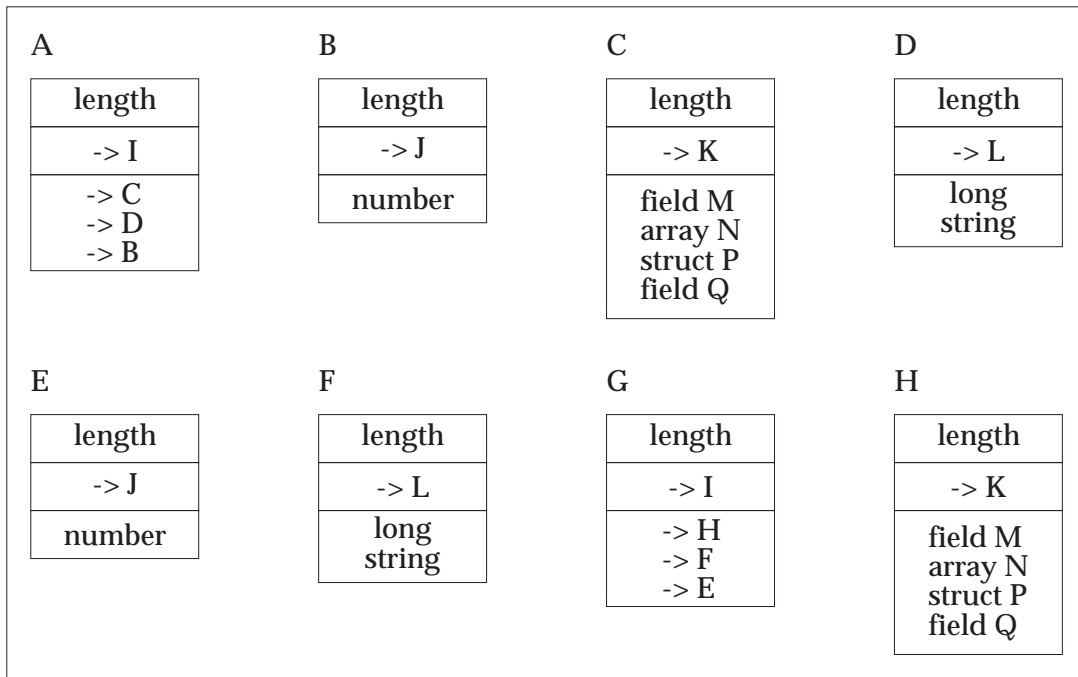 A
length
-> I
-> C
-> D
-> B
B
length
-> J
number
C
length
-> K
field M
array N
struct P
field Q
D
length
-> L
long
string
E
length
-> J
number
F
length
-> L
long
string
G
length
-> I
-> H
-> F
-> E
H
length
-> K
field M
array N
struct P
field Q